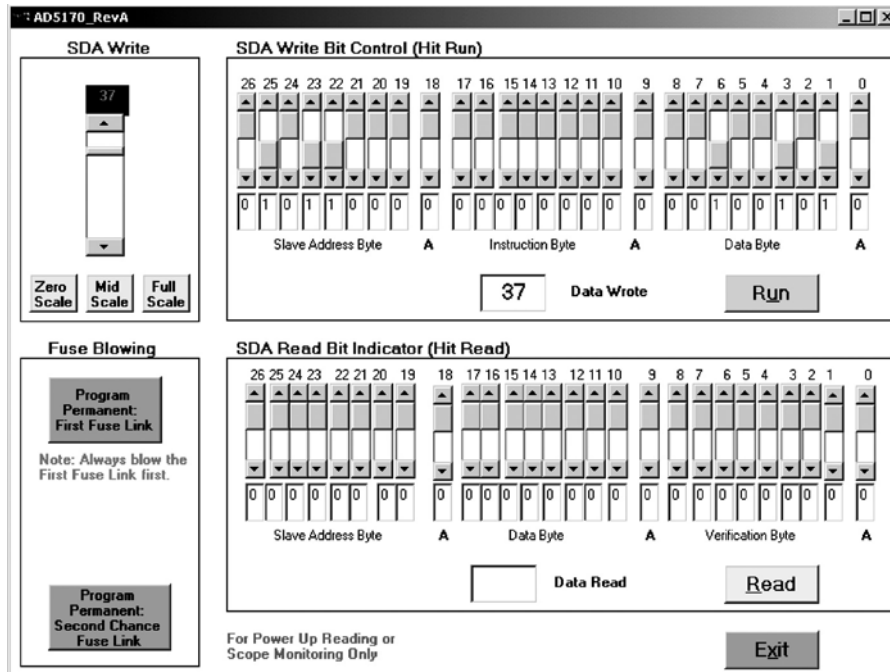 AD5170_RevA
SDA Write
37
Zero Scale
Mid Scale
Full Scale
SDA Write Bit Control (Hit Run)
26 25 24 23 22 21 20 19 18 17 16 15 14 13 12 11 10 9 8 7 6 5 4 3 2 1 0
0 1 0 1 1 0 0 0 0 0 0 0 0 0 0 0 0 0 0 0 1 0 0 1 0 1 0
Slave Address Byte A Instruction Byte A Data Byte A
37 Data Wrote Run
Fuse Blowing
Program
Permanent:
First Fuse Link
Note: Always blow the
First Fuse Link first.
Program
Permanent:
Second Chance
Fuse Link
SDA Read Bit Indicator (Hit Read)
26 25 24 23 22 21 20 19 18 17 16 15 14 13 12 11 10 9 8 7 6 5 4 3 2 1 0
0 0 0 0 0 0 0 0 0 0 0 0 0 0 0 0 0 0 0 0 0 0 0 0 0 0 0
Slave Address Byte A Data Byte A Verification Byte A
Data Read Read
For Power Up Reading or
Scope Monitoring Only
Exit